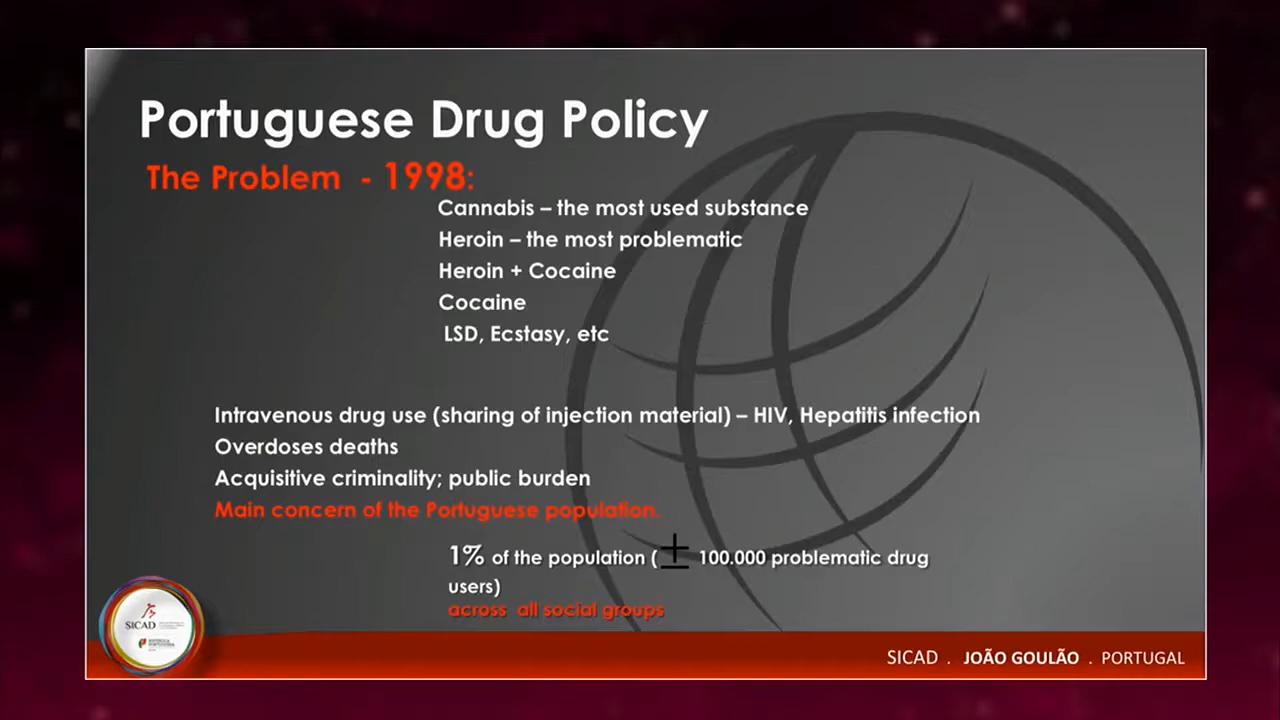 Portuguese Drug Policy
The Problem - 1998:
Cannabis – the most used substance
Heroin – the most problematic
Heroin + Cocaine
Cocaine
LSD, Ecstasy, etc
Intravenous drug use (sharing of injection material) – HIV, Hepatitis infection
Overdoses deaths
Acquisitive criminality; public burden
Main concern of the Portuguese population.
1% of the population (± 100.000 problematic drug
users)
across all social groups
SICAD
SICAD . JOÃO GOULÃO . PORTUGAL